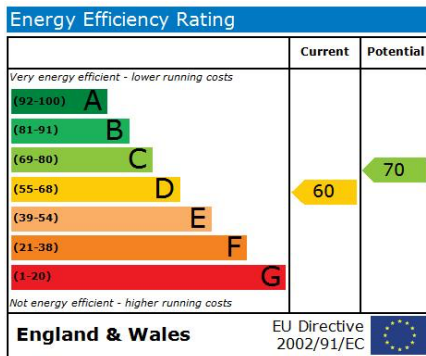 Energy Efficiency Rating
Current Potential
Very energy efficient - lower running costs
(92-100) A
(81-91) B
(69-80) C
(55-68) D
(39-54) E
(21-38) F
(1-20) G
60
70
Not energy efficient - higher running costs
England & Wales
EU Directive
2002/91/EC